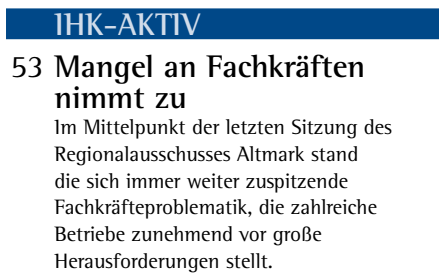 IHK-AKTIV
53 Mangel an Fachkräften
nimmt zu
Im Mittelpunkt der letzten Sitzung des
Regionalausschusses Altmark stand
die sich immer weiter zuspitzende
Fachkräfteproblematik, die zahlreiche
Betriebe zunehmend vor große
Herausforderungen stellt.